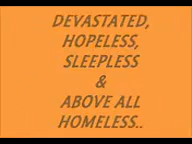 DEVASTATED,
HOPELESS,
SLEEPLESS
&
ABOVE ALL
HOMELESS..